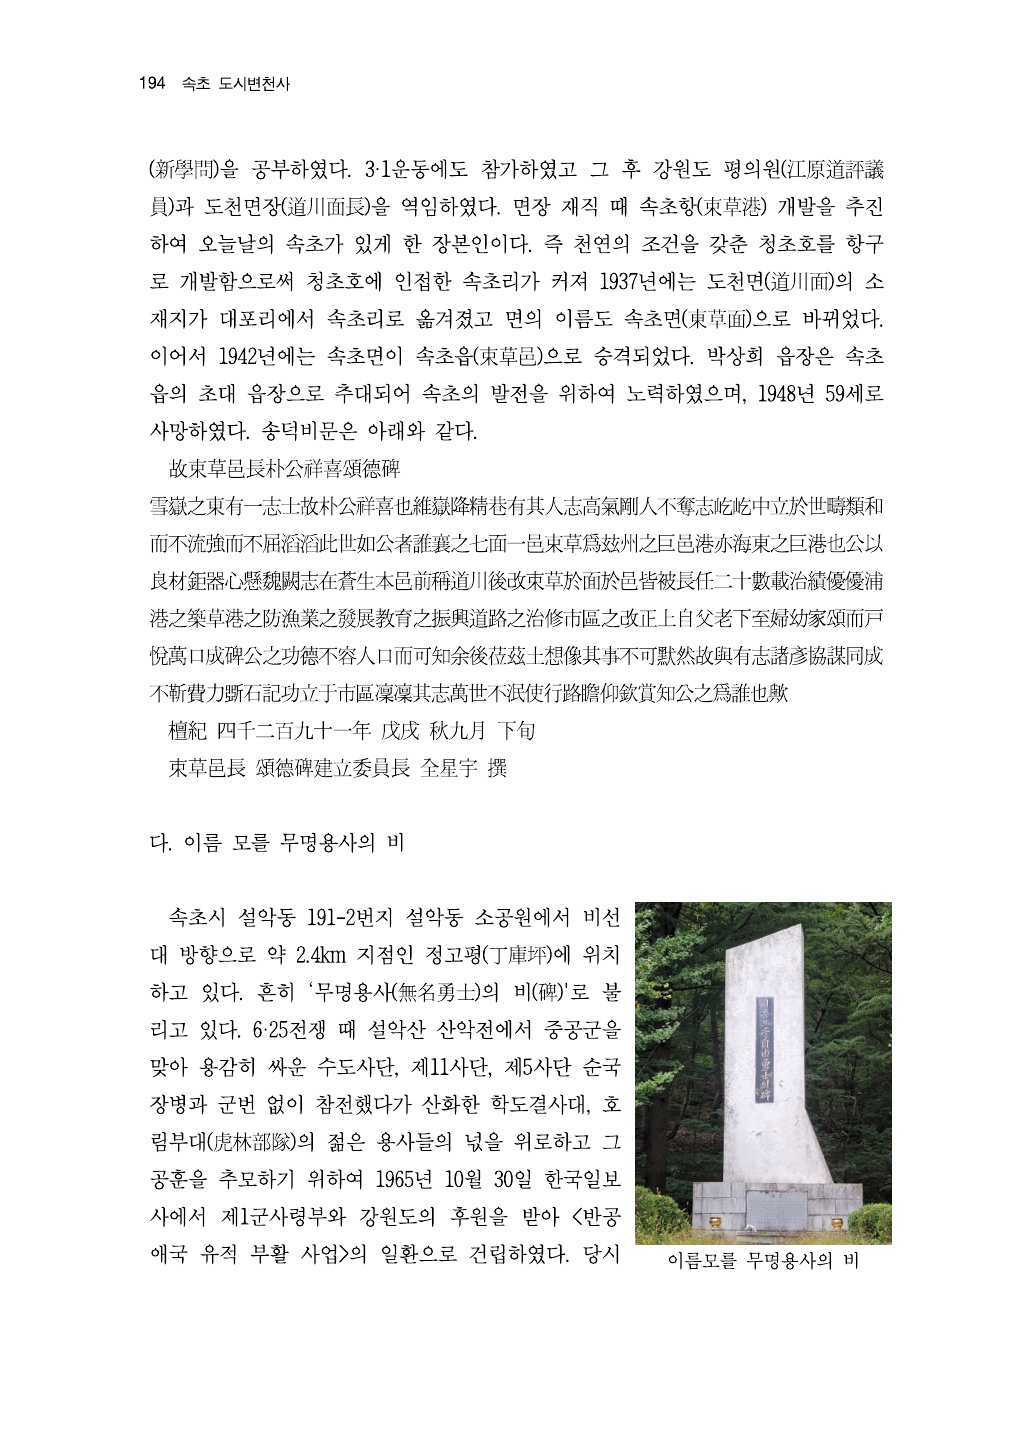 194 속초 도시변천사
(新學問)을 공부하였다. 3·1운동에도 참가하였고 그 후 강원도 평의원(江原道評議
員)과 도천면장(道川面長)을 역임하였다. 면장 재직 때 속초항(束草港) 개발을 추진
하여 오늘날의 속초가 있게 한 장본인이다. 즉 천연의 조건을 갖춘 청초호를 항구
로 개발함으로써 청초호에 인접한 속초리가 커져 1937년에는 도천면(道川面)의 소
재지가 대포리에서 속초리로 옮겨졌고 면의 이름도 속초면(束草面)으로 바뀌었다.
이어서 1942년에는 속초면이 속초읍(束草邑)으로 승격되었다. 박상희 읍장은 속초
읍의 초대 읍장으로 추대되어 속초의 발전을 위하여 노력하였으며, 1948년 59세로
사망하였다. 송덕비문은 아래와 같다.
故束草邑長朴公祥喜頌德碑
雪嶽之東有一志士故朴公祥喜也維嶽降精巷有其人志高氣剛人不奪志屹屹中立於世疇類和
而不流強而不屈滔滔此世如公者誰襄之七面一邑束草爲玆州之巨邑港亦海東之巨港也公以
良材鉅器心懸魏闕志在蒼生本邑前稱道川後改束草於面於邑皆被長任二十數載治績優優浦
港之築草港之防漁業之發展教育之振興道路之治修市區之改正上自父老下至婦幼家頌而戸
悅萬口成碑公之功德不容人口而可知余後莅茲土想像其事不可默然故與有志諸彥協謀同成
不靳費力斲石記功立于市區凜凜其志萬世不泯使行路瞻仰欽賞知公之爲誰也歟
檀紀 四千二百九十一年 戊戌 秋九月 下旬
束草邑長 頌德碑建立委員長 全星宇 撰
다. 이름 모를 무명용사의 비
속초시 설악동 191-2번지 설악동 소공원에서 비선
대 방향으로 약 2.4km 지점인 정고평(丁庫坪)에 위치
하고 있다. 흔히 ‘무명용사(無名勇士)의 비(碑)'로 불
리고 있다. 6·25전쟁 때 설악산 산악전에서 중공군을
맞아 용감히 싸운 수도사단, 제11사단, 제5사단 순국
장병과 군번 없이 참전했다가 산화한 학도결사대, 호
림부대(虎林部隊)의 젊은 용사들의 넋을 위로하고 그
공훈을 추모하기 위하여 1965년 10월 30일 한국일보
사에서 제1군사령부와 강원도의 후원을 받아 <반공
애국 유적 부활 사업>의 일환으로 건립하였다. 당시
이름모를自由勇士의碑
이름모를 무명용사의 비